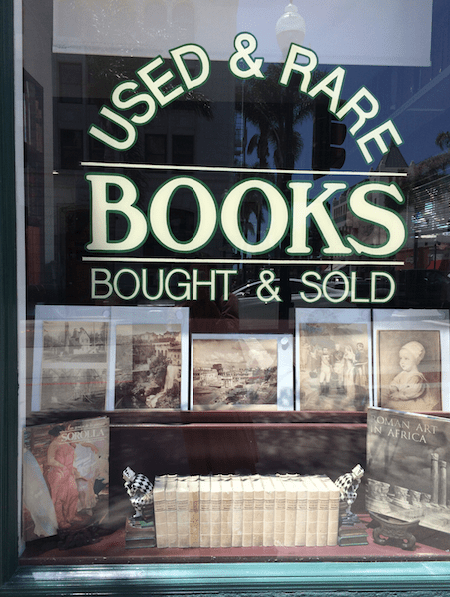 USED & RARE
BOOKS
BOUGHT & SOLD
SOROLLA
ROMAN ART
IN AFRICA